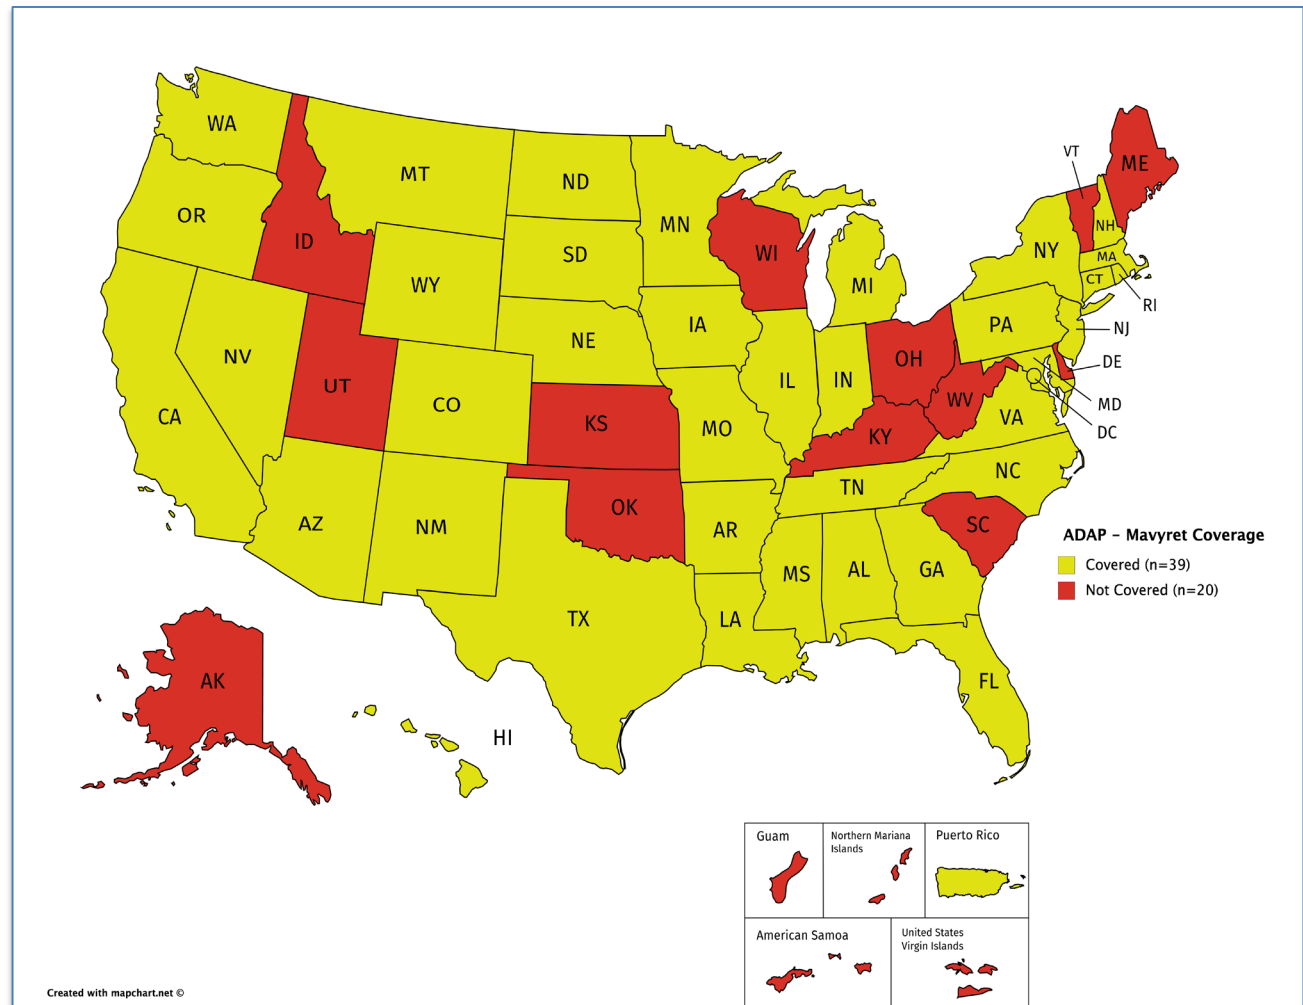 WA
MT
ND
MN
VT
ME
OR
ID
SD
WI
NH
NY
MA
WY
MI
CT
RI
IA
PA
NJ
NE
NV
OH
DE
UT
IL
IN
CO
WV
MD
CA
KS
MO
VA
KY
DC
NC
TN
AZ
NM
OK
AR
SC
ADAP – Mavyret Coverage
Covered (n=39)
Not Covered (n=20)
MS
AL
GA
TX
LA
AK
FL
HI
Guam
Northern Mariana
Islands
Puerto Rico
American Samoa
United States
Virgin Islands
Created with mapchart.net ©